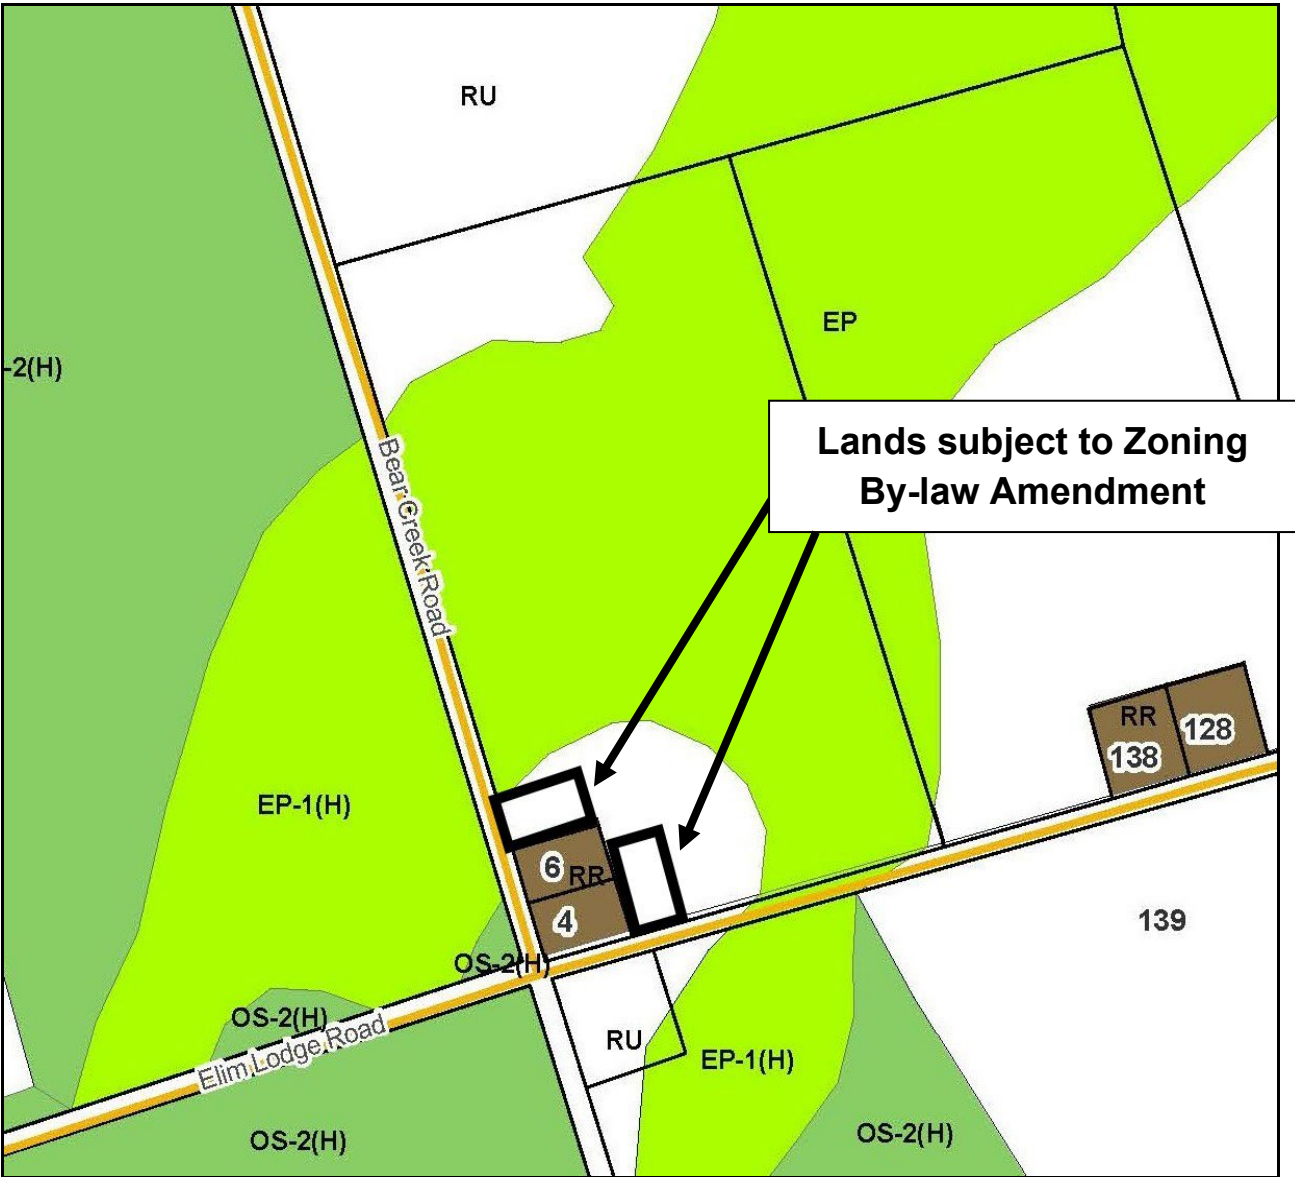 RU
EP
-2(H)
Lands subject to Zoning
By-law Amendment
Bear Creek Road
RR
128
138
EP-1(H)
6
RR
4
139
OS-2(H)
OS-2(H)
Elim Lodge Road
RU
EP-1(H)
OS-2(H)
OS-2(H)